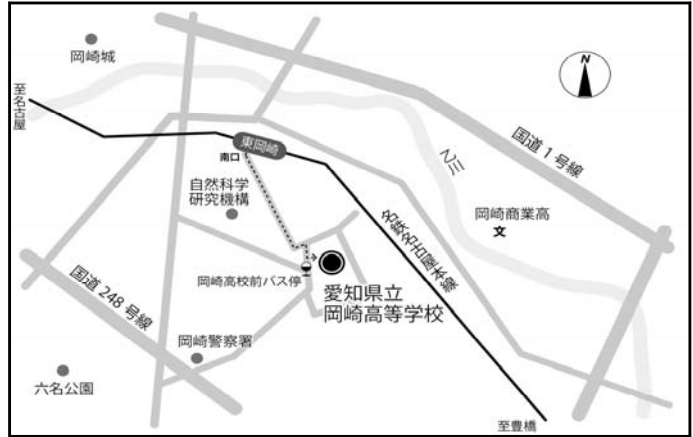 岡崎城
N
至名古屋
東岡崎
南口
国道1号線
乙川
自然科学
研究機構
岡崎商業高
文
名鉄名古屋本線
岡崎高校前バス停
愛知県立
岡崎高等学校
国道248号線
岡崎警察署
六名公園
至豊橋